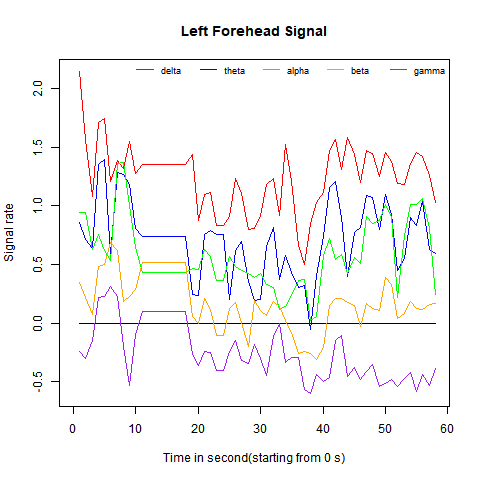 Left Forehead Signal
delta theta alpha beta gamma
2.0
1.5
1.0
0.5
0.0
-0.5
Signal rate
0 10 20 30 40 50 60
Time in second(starting from 0 s)